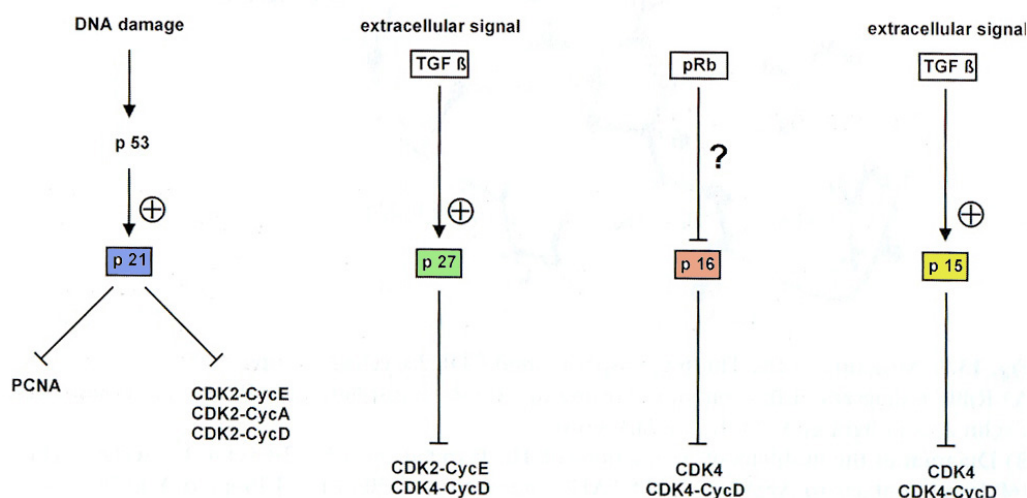 DNA damage
p 53
+
p 21
PCNA
CDK2-CycE
CDK2-CycA
CDK2-CycD
extracellular signal
TGF ß
+
p 27
CDK2-CycE
CDK4-CycD
pRb
?
p 16
CDK4
CDK4-CycD
extracellular signal
TGF ß
+
p 15
CDK4
CDK4-CycD